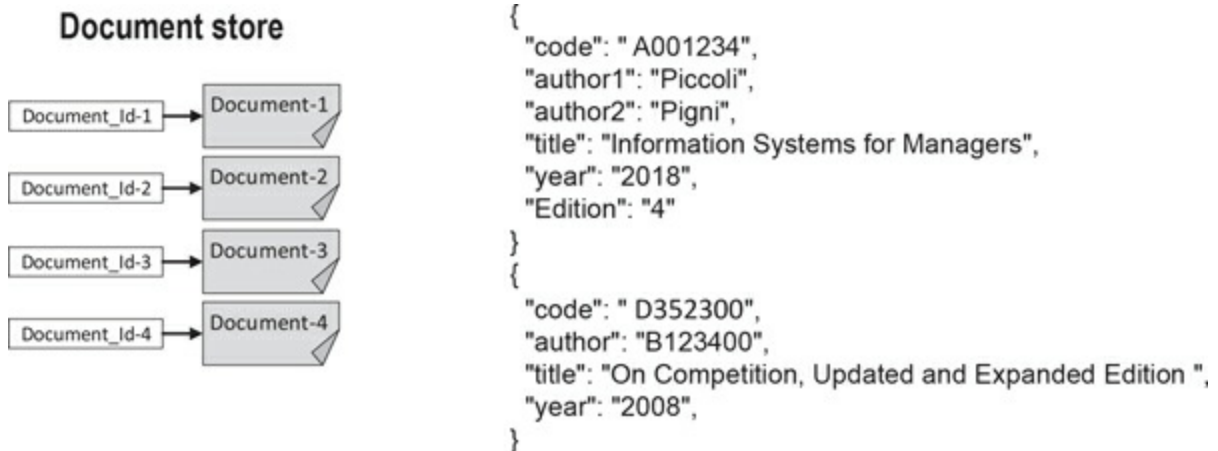 Document store
Document_Id-1
Document-1
Document_Id-2
Document-2
Document_Id-3
Document-3
Document_Id-4
Document-4
{
"code": " A001234",
"author1": "Piccoli",
"author2": "Pigni",
"title": "Information Systems for Managers",
"year": "2018",
"Edition": "4"
}
{
"code": " D352300",
"author": "B123400",
"title": "On Competition, Updated and Expanded Edition ",
"year": "2008",
}